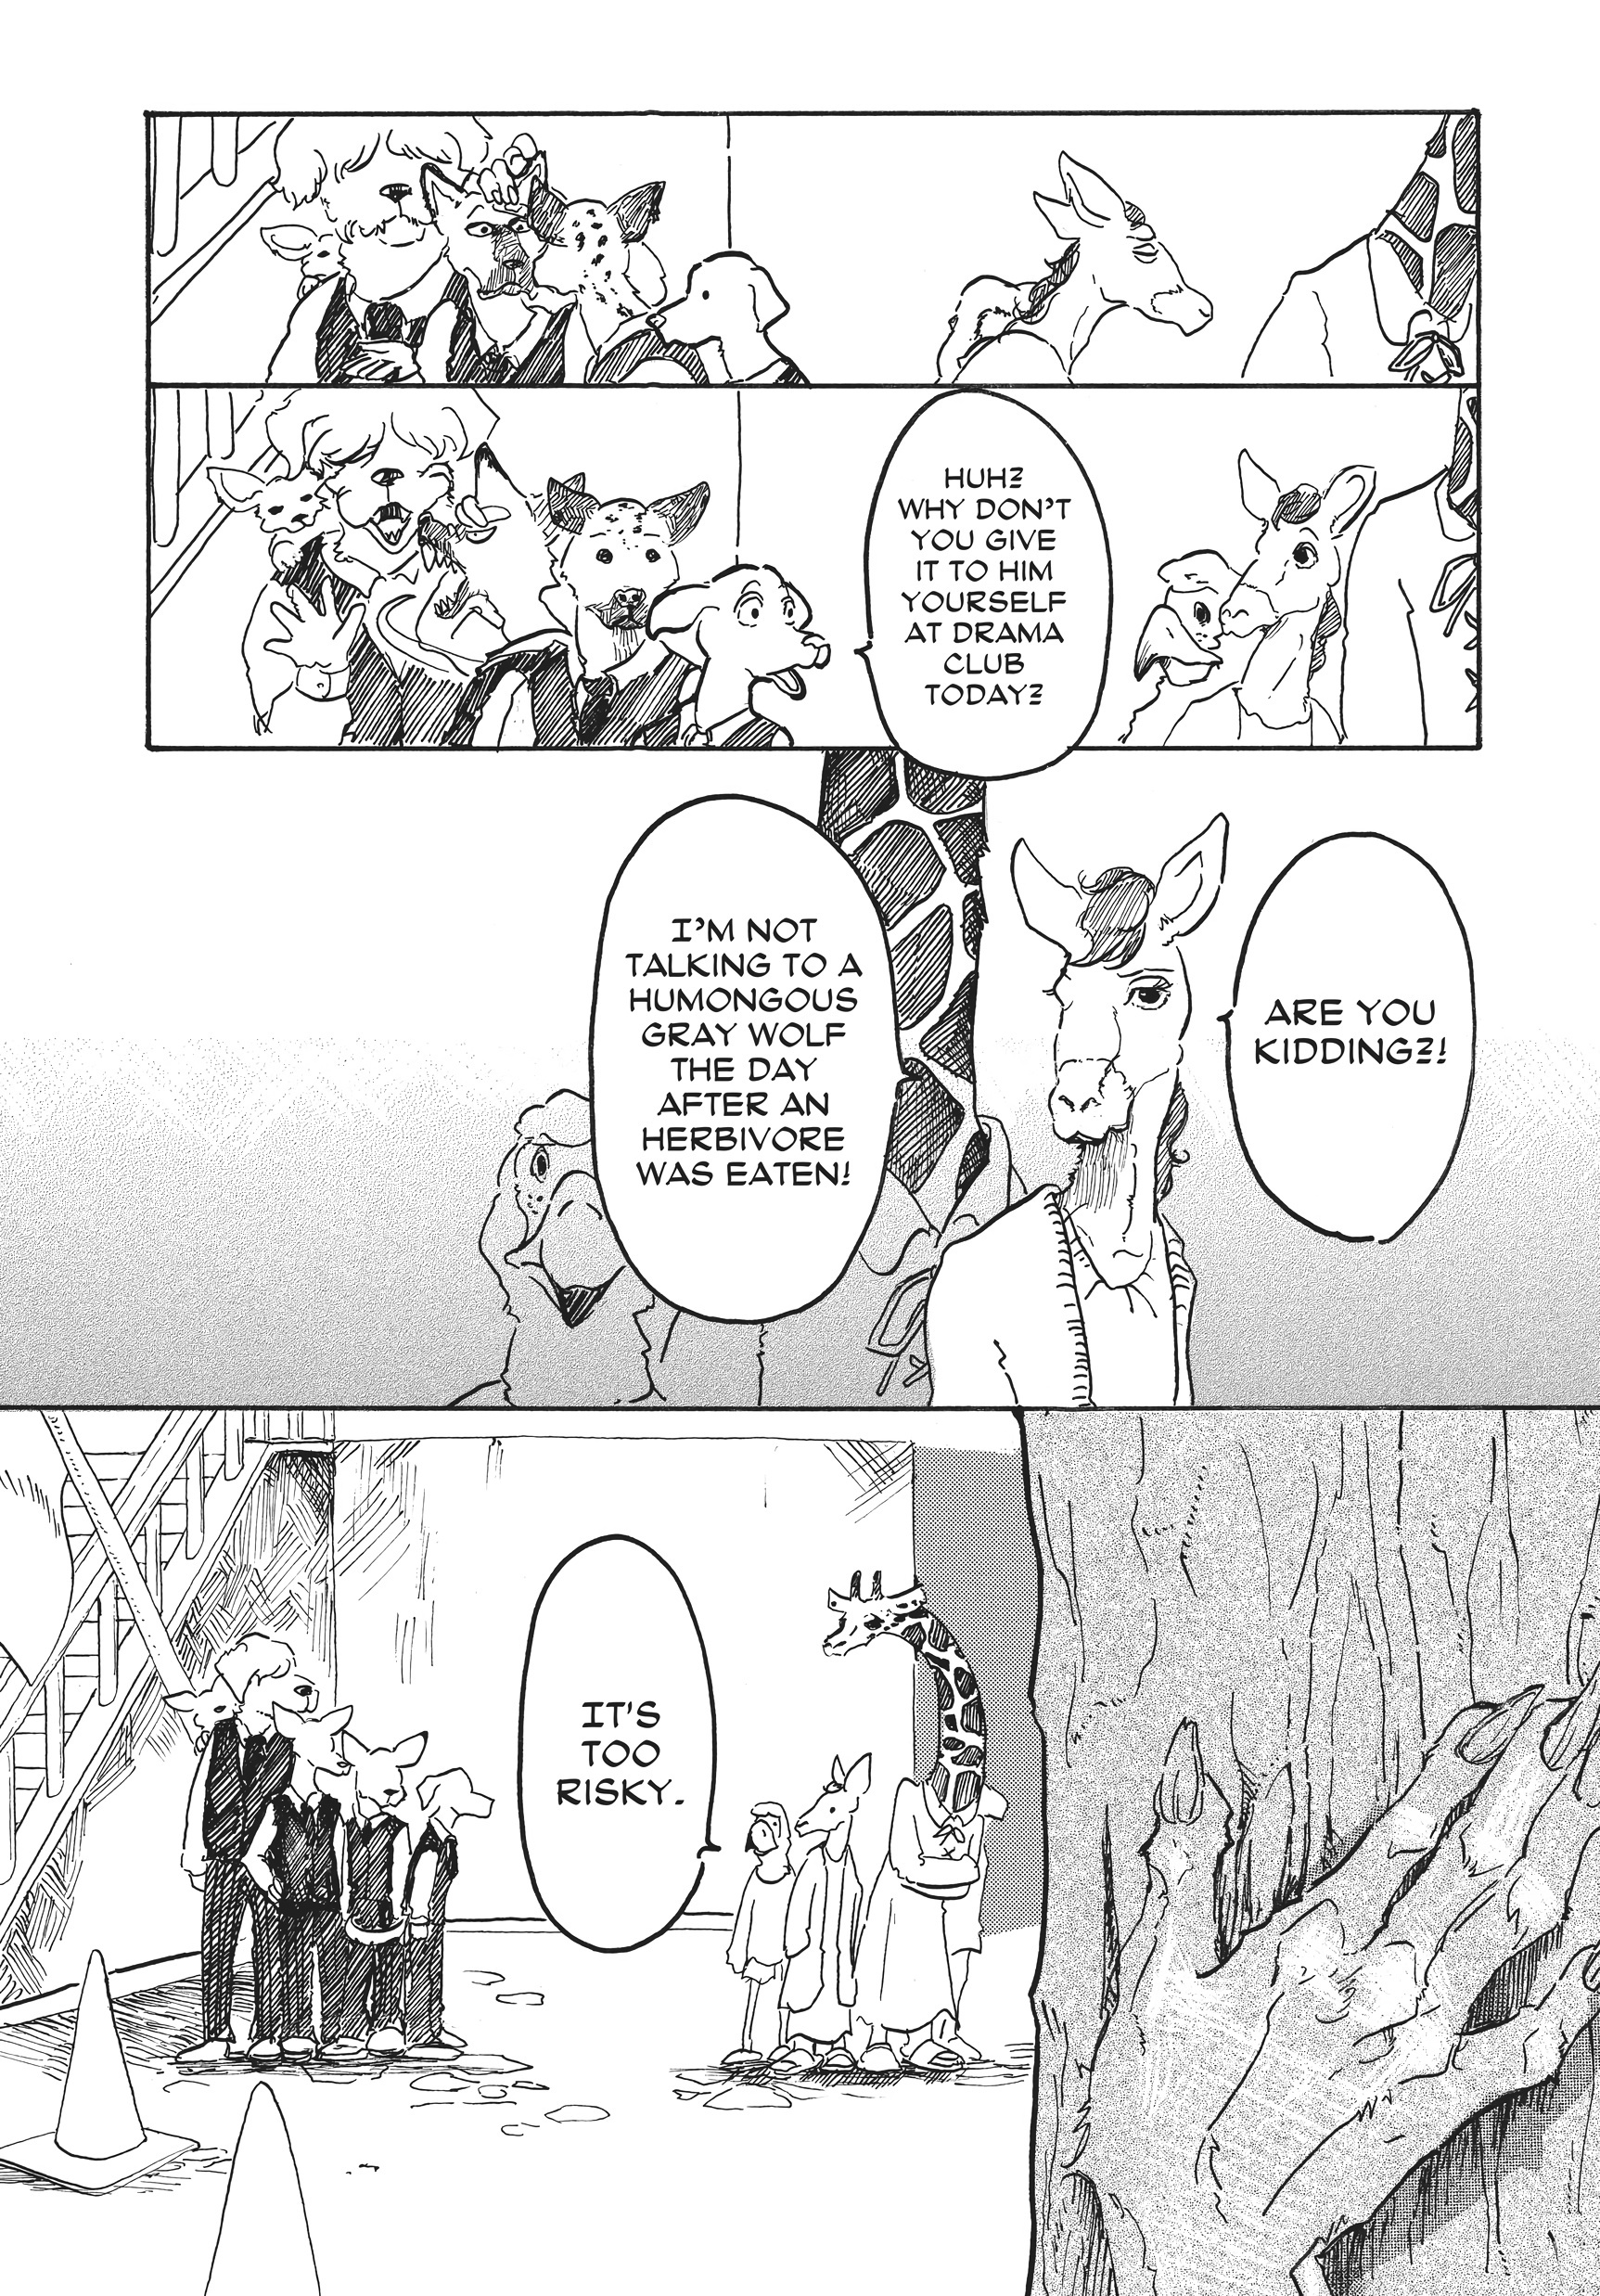 HUH?
WHY DON'T
YOU GIVE
IT TO HIM
YOURSELF
AT DRAMA
CLUB
TODAY?
ARE YOU
KIDDING?!
I'M NOT
TALKING TO A
HUMONGOUS
GRAY WOLF
THE DAY
AFTER AN
HERBIVORE
WAS EATEN!
IT'S
TOO
RISKY.